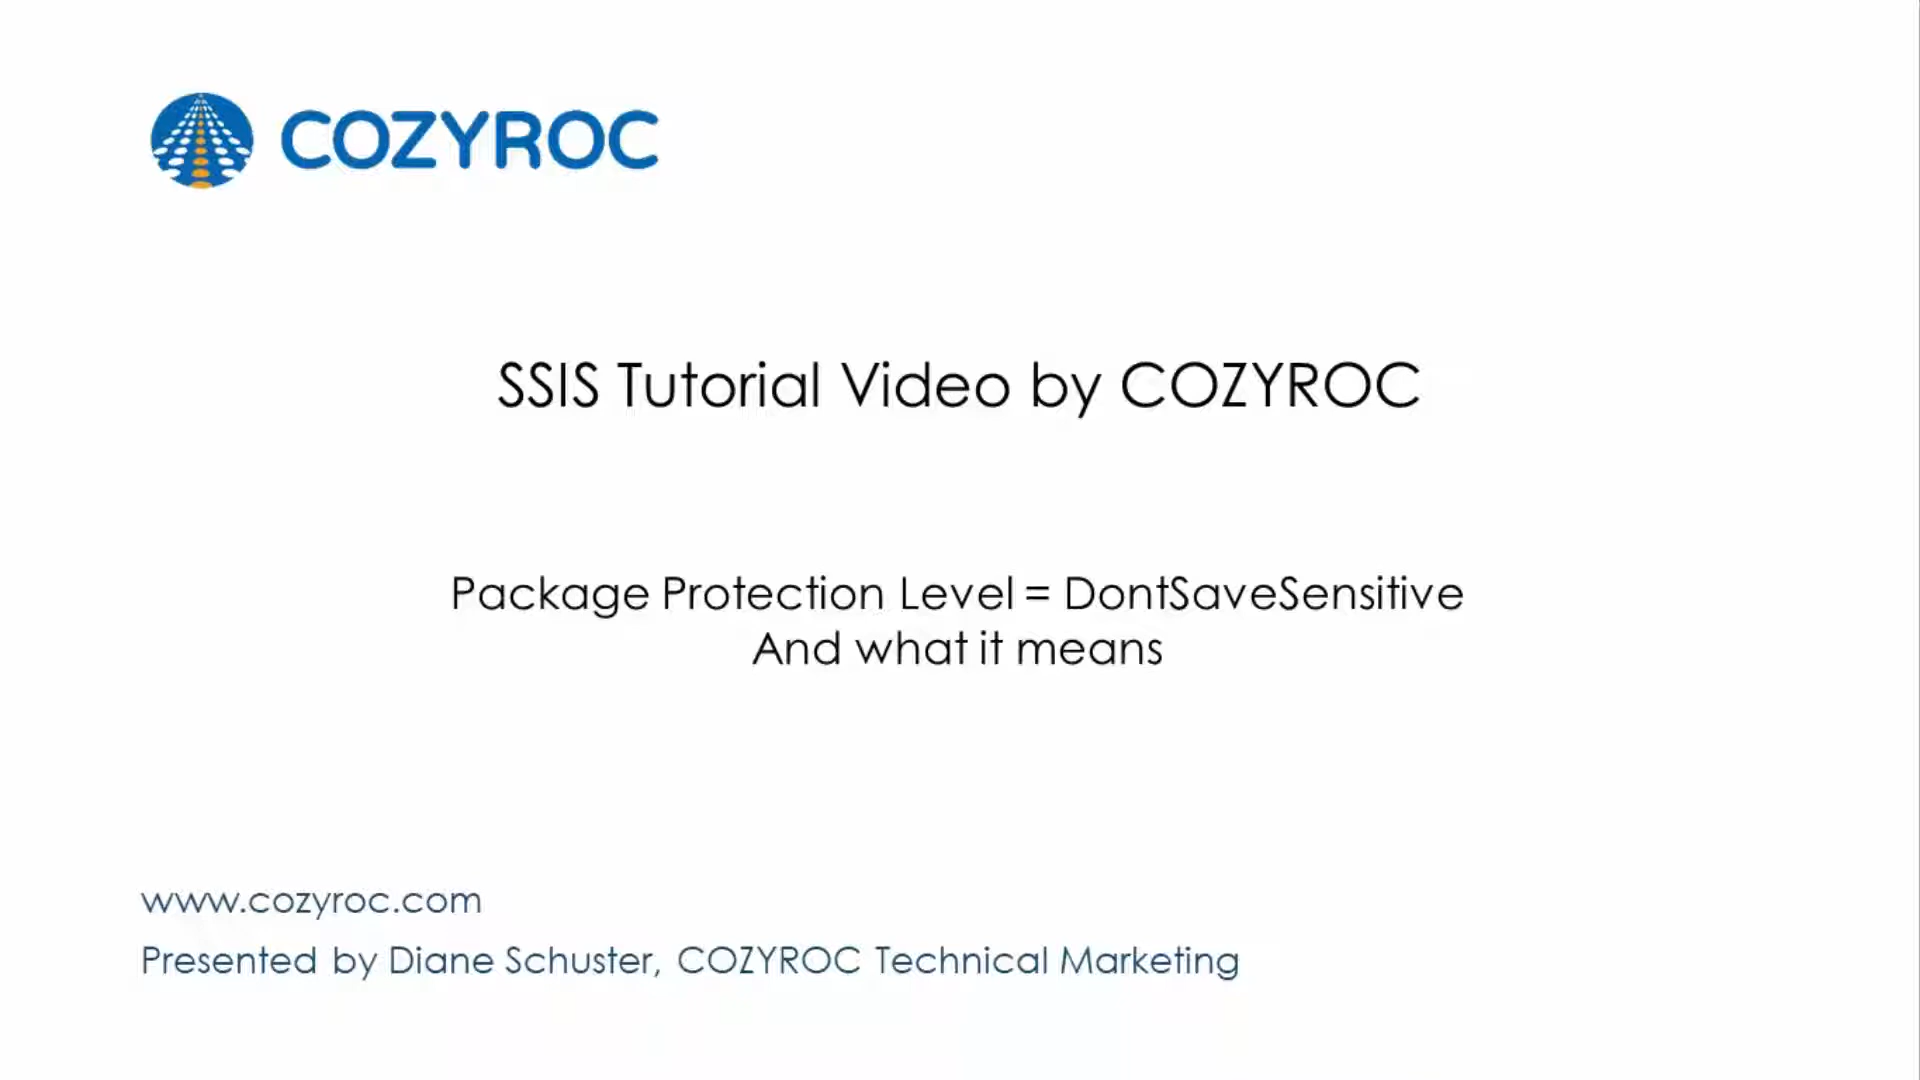 COZYROC
SSIS Tutorial Video by COZYROC
Package Protection Level = DontSaveSensitive
And what it means
www.cozyroc.com
Presented by Diane Schuster, COZYROC Technical Marketing